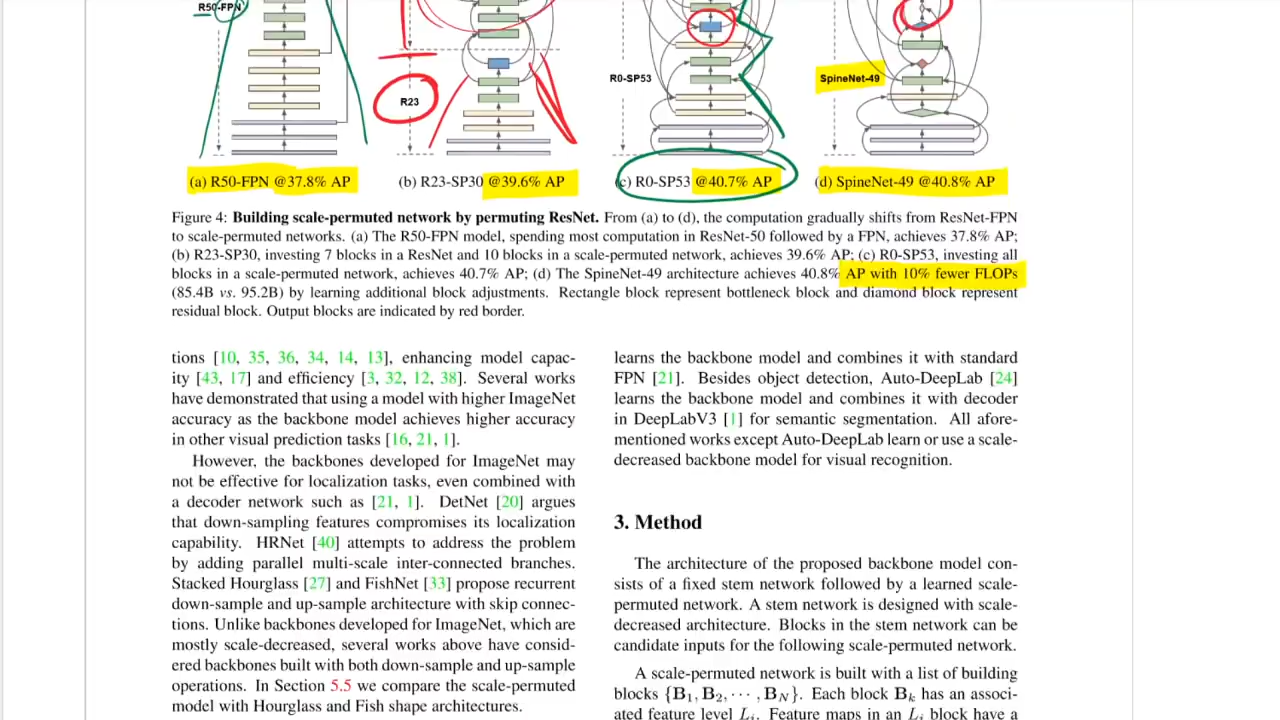 R50-FPN
R23
R0-SP53
SpineNet-49
(a) R50-FPN @37.8% AP
(b) R23-SP30 @39.6% AP
(c) R0-SP53 @40.7% AP
(d) SpineNet-49 @40.8% AP
Figure 4: Building scale-permuted network by permuting ResNet. From (a) to (d), the computation gradually shifts from ResNet-FPN
to scale-permuted networks. (a) The R50-FPN model, spending most computation in ResNet-50 followed by a FPN, achieves 37.8% AP;
(b) R23-SP30, investing 7 blocks in a ResNet and 10 blocks in a scale-permuted network, achieves 39.6% AP; (c) R0-SP53, investing all
blocks in a scale-permuted network, achieves 40.7% AP; (d) The SpineNet-49 architecture achieves 40.8% AP with 10% fewer FLOPs
(85.4B vs. 95.2B) by learning additional block adjustments. Rectangle block represent bottleneck block and diamond block represent
residual block. Output blocks are indicated by red border.
tions [10, 35, 36, 34, 14, 13], enhancing model capac-
ity [43, 17] and efficiency [3, 32, 12, 38]. Several works
have demonstrated that using a model with higher ImageNet
accuracy as the backbone model achieves higher accuracy
in other visual prediction tasks [16, 21, 1].
However, the backbones developed for ImageNet may
not be effective for localization tasks, even combined with
a decoder network such as [21, 1]. DetNet [20] argues
that down-sampling features compromises its localization
capability. HRNet [40] attempts to address the problem
by adding parallel multi-scale inter-connected branches.
Stacked Hourglass [27] and FishNet [33] propose recurrent
down-sample and up-sample architecture with skip connec-
tions. Unlike backbones developed for ImageNet, which are
mostly scale-decreased, several works above have consid-
ered backbones built with both down-sample and up-sample
operations. In Section 5.5 we compare the scale-permuted
model with Hourglass and Fish shape architectures.
learns the backbone model and combines it with standard
FPN [21]. Besides object detection, Auto-DeepLab [24]
learns the backbone model and combines it with decoder
in DeepLabV3 [1] for semantic segmentation. All afore-
mentioned works except Auto-DeepLab learn or use a scale-
decreased backbone model for visual recognition.
3. Method
The architecture of the proposed backbone model con-
sists of a fixed stem network followed by a learned scale-
permuted network. A stem network is designed with scale-
decreased architecture. Blocks in the stem network can be
candidate inputs for the following scale-permuted network.
A scale-permuted network is built with a list of building
blocks {B₁, B₂, ⋯ , B_N}. Each block B_k has an associ-
ated feature level L_i. Feature maps in an L_i block have a